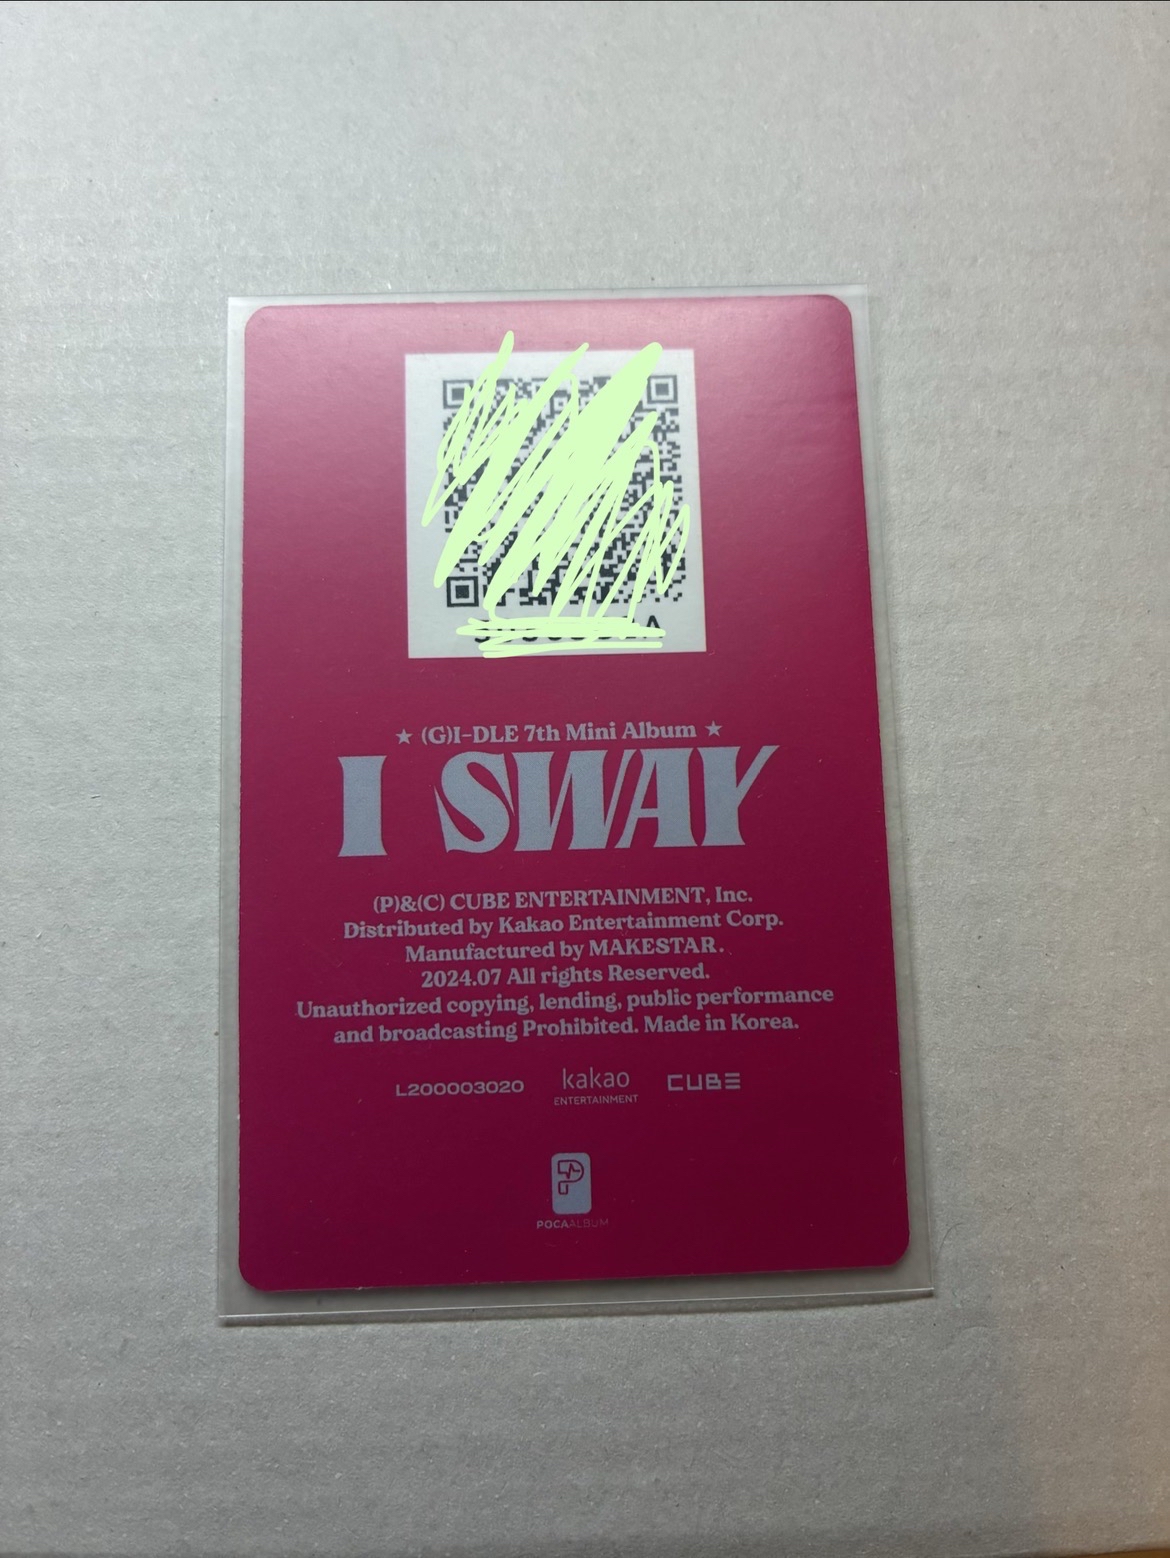 ★ (G)I-DLE 7th Mini Album ★
I SWAY
(P)&(C) CUBE ENTERTAINMENT, Inc.
Distributed by Kakao Entertainment Corp.
Manufactured by MAKESTAR.
2024.07 All rights Reserved.
Unauthorized copying, lending, public performance
and broadcasting Prohibited. Made in Korea.
L200003020 kakao CUBE
ENTERTAINMENT
P
POCAALBUM